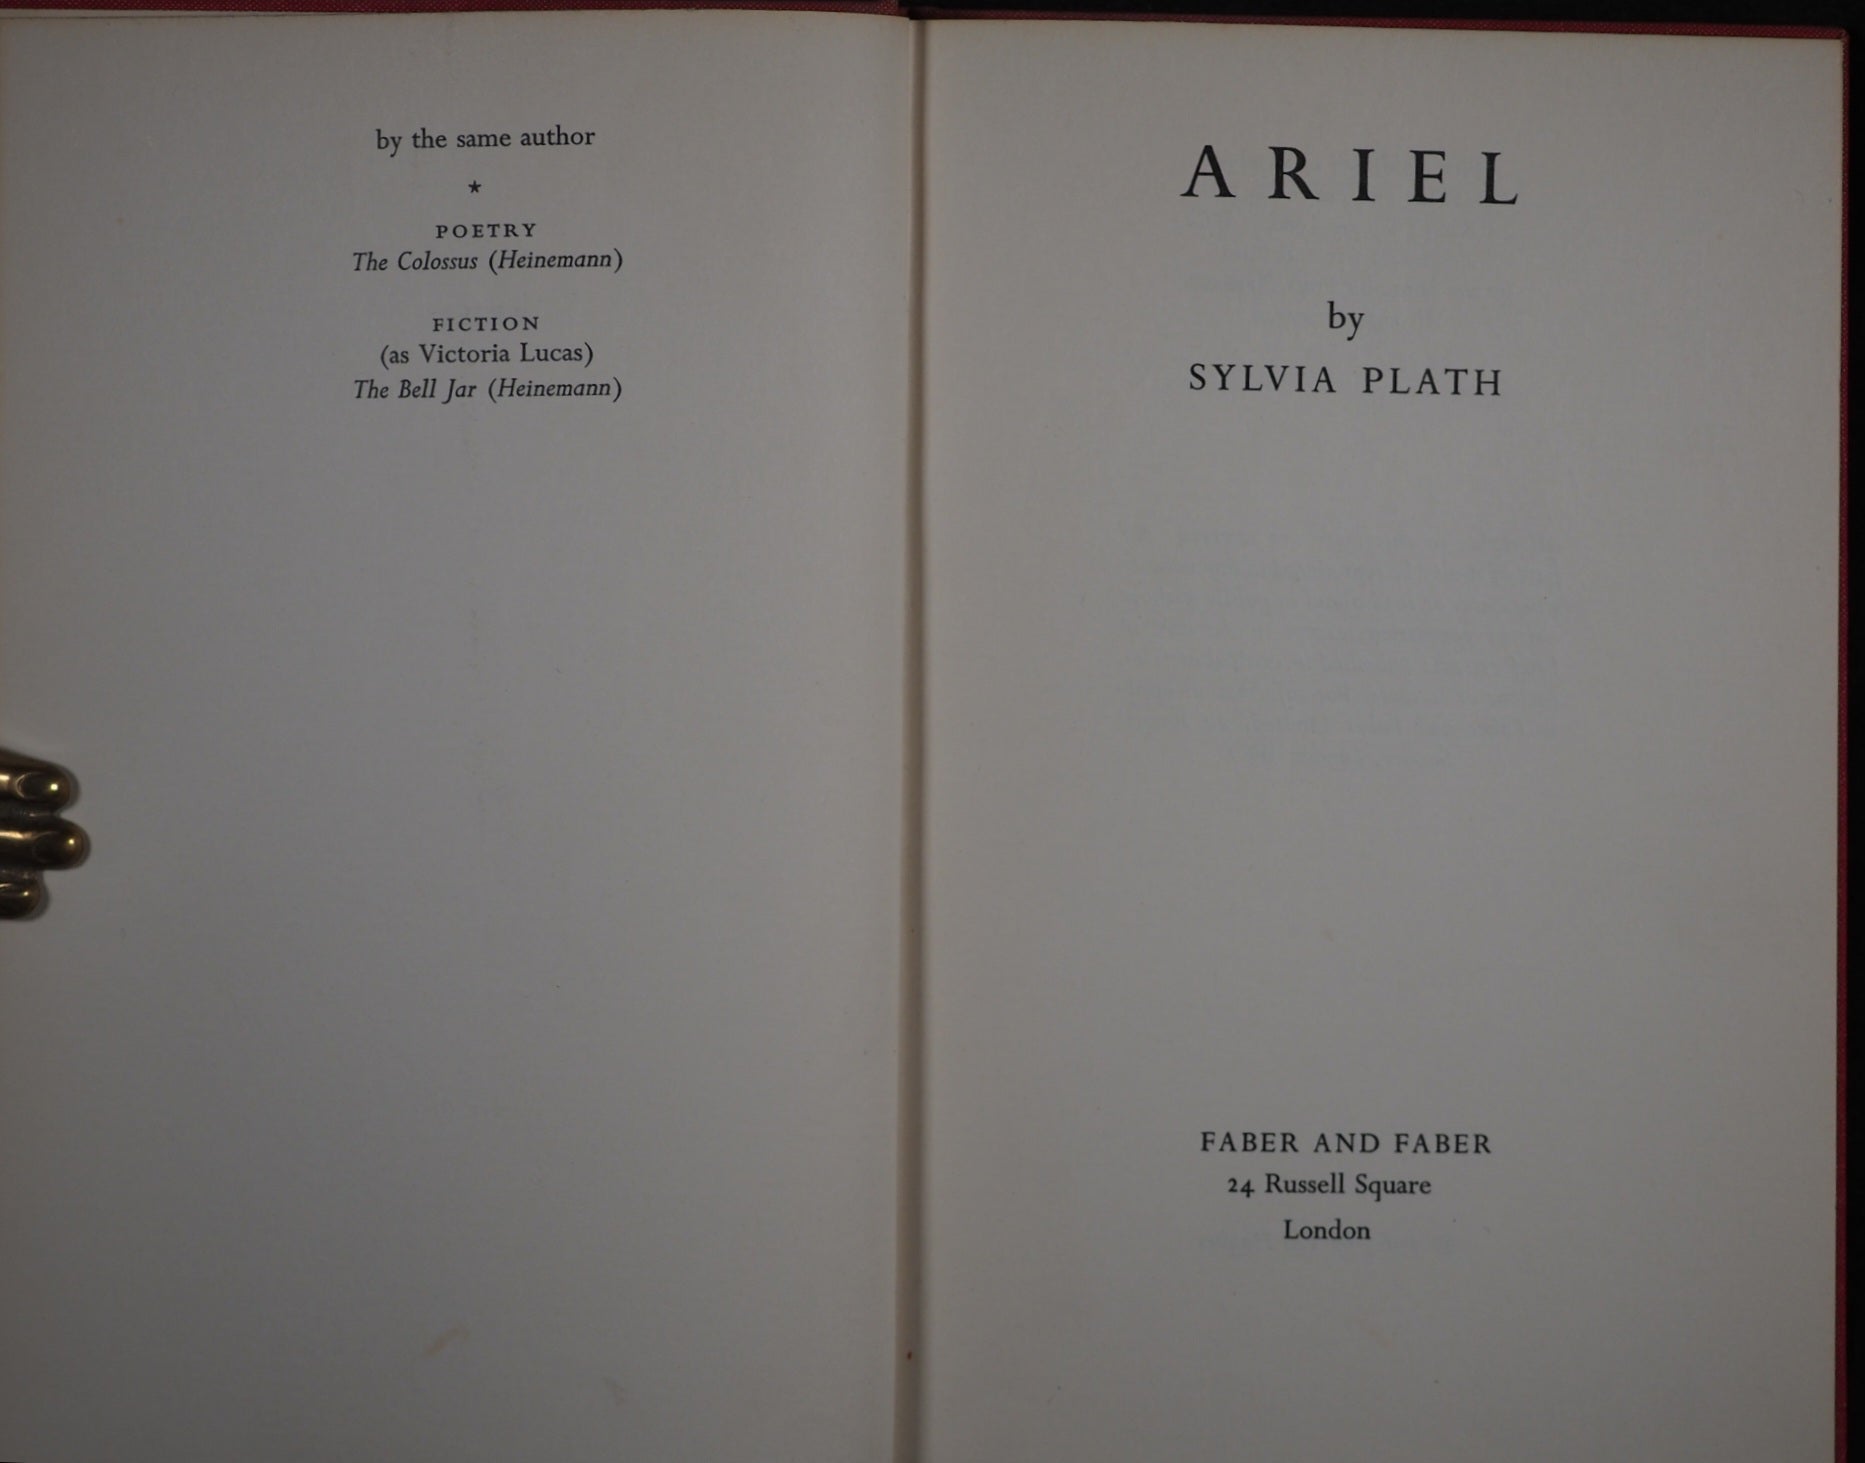 by the same author
★
POETRY
The Colossus (Heinemann)
FICTION
(as Victoria Lucas)
The Bell Jar (Heinemann)
ARIEL
by
SYLVIA PLATH
FABER AND FABER
24 Russell Square
London